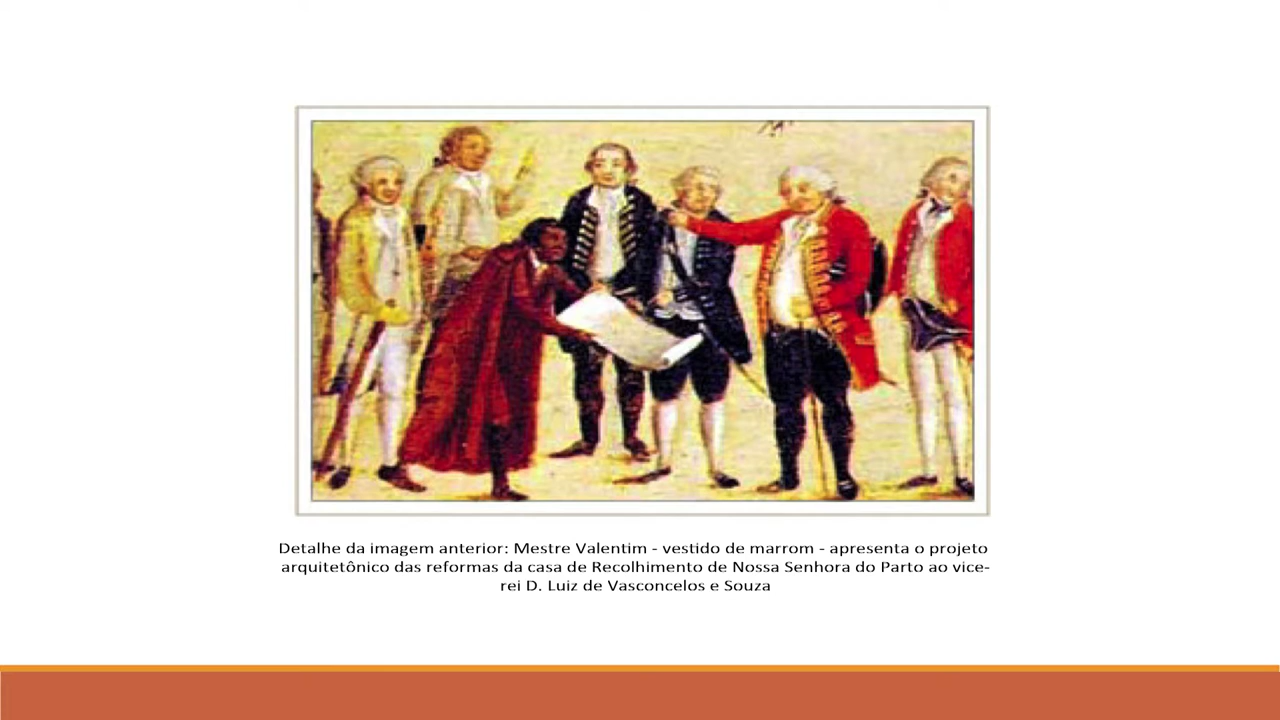 Detalhe da imagem anterior: Mestre Valentim - vestido de marrom - apresenta o projeto
arquitetônico das reformas da casa de Recolhimento de Nossa Senhora do Parto ao vice-
rei D. Luiz de Vasconcelos e Souza